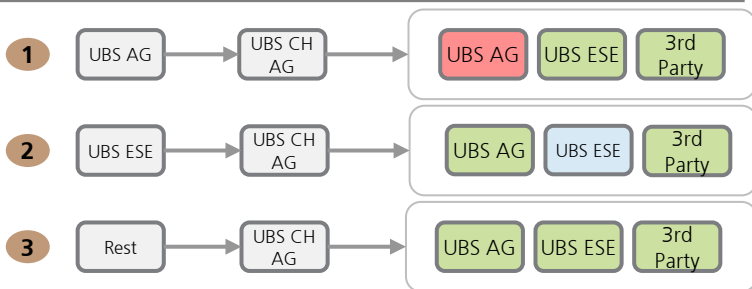 1
UBS AG
UBS CH
AG
UBS AG
UBS ESE
3rd
Party
2
UBS ESE
UBS CH
AG
UBS AG
UBS ESE
3rd
Party
3
Rest
UBS CH
AG
UBS AG
UBS ESE
3rd
Party